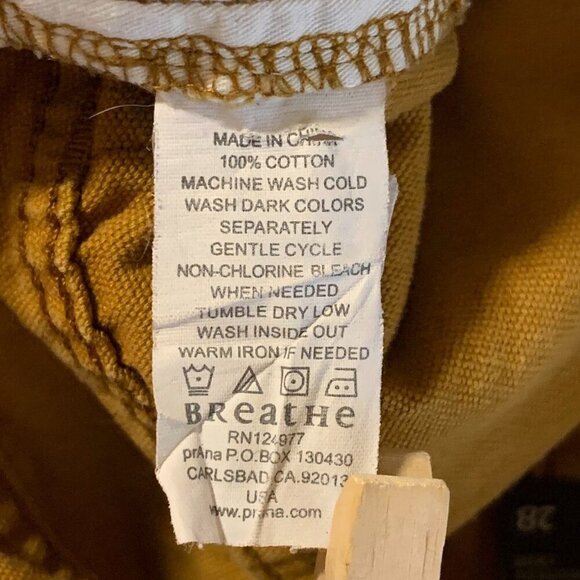 MADE IN
100% COTTON
MACHINE WASH COLD
WASH DARK COLORS
SEPARATELY
GENTLE CYCLE
NON-CHLORINE BLEACH
WHEN NEEDED
TUMBLE DRY LOW
WASH INSIDE OUT
WARM IRON IF NEEDED
BReatHe
RN124977
prAna P.O.BOX 130430
CARLSBAD CA.92013
USA
www.prana.com
28